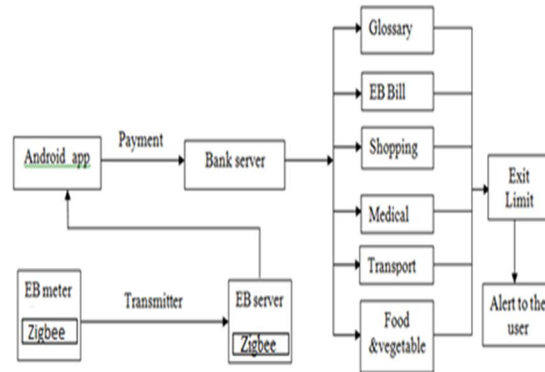 Glossary
EB Bill
Payment
Android app
Bank server
Shopping
Exit
Limit
Medical
Transport
EB meter
Zigbee
Transmitter
EB server
Zigbee
Food
&vegetable
Alert to the
user